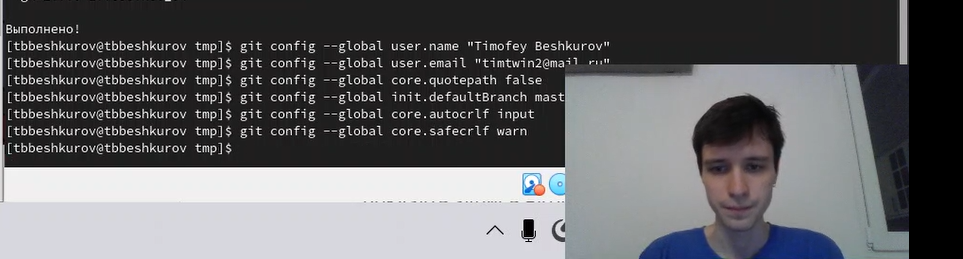 Выполнено!
[tbbeshkurov@tbbeshkurov tmp]$ git config --global user.name "Timofey Beshkurov"
[tbbeshkurov@tbbeshkurov tmp]$ git config --global user.email "timtwin2@mail.ru"
[tbbeshkurov@tbbeshkurov tmp]$ git config --global core.quotepath false
[tbbeshkurov@tbbeshkurov tmp]$ git config --global init.defaultBranch mast
[tbbeshkurov@tbbeshkurov tmp]$ git config --global core.autocrlf input
[tbbeshkurov@tbbeshkurov tmp]$ git config --global core.safecrlf warn
[tbbeshkurov@tbbeshkurov tmp]$